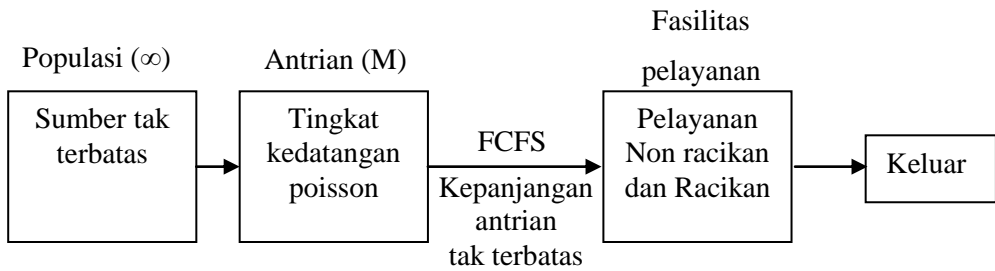 Populasi (∞)
Sumber tak
terbatas
Antrian (M)
Tingkat
kedatangan
poisson
FCFS
Kepanjangan
antrian
tak terbatas
Fasilitas
pelayanan
Pelayanan
Non racikan
dan Racikan
Keluar